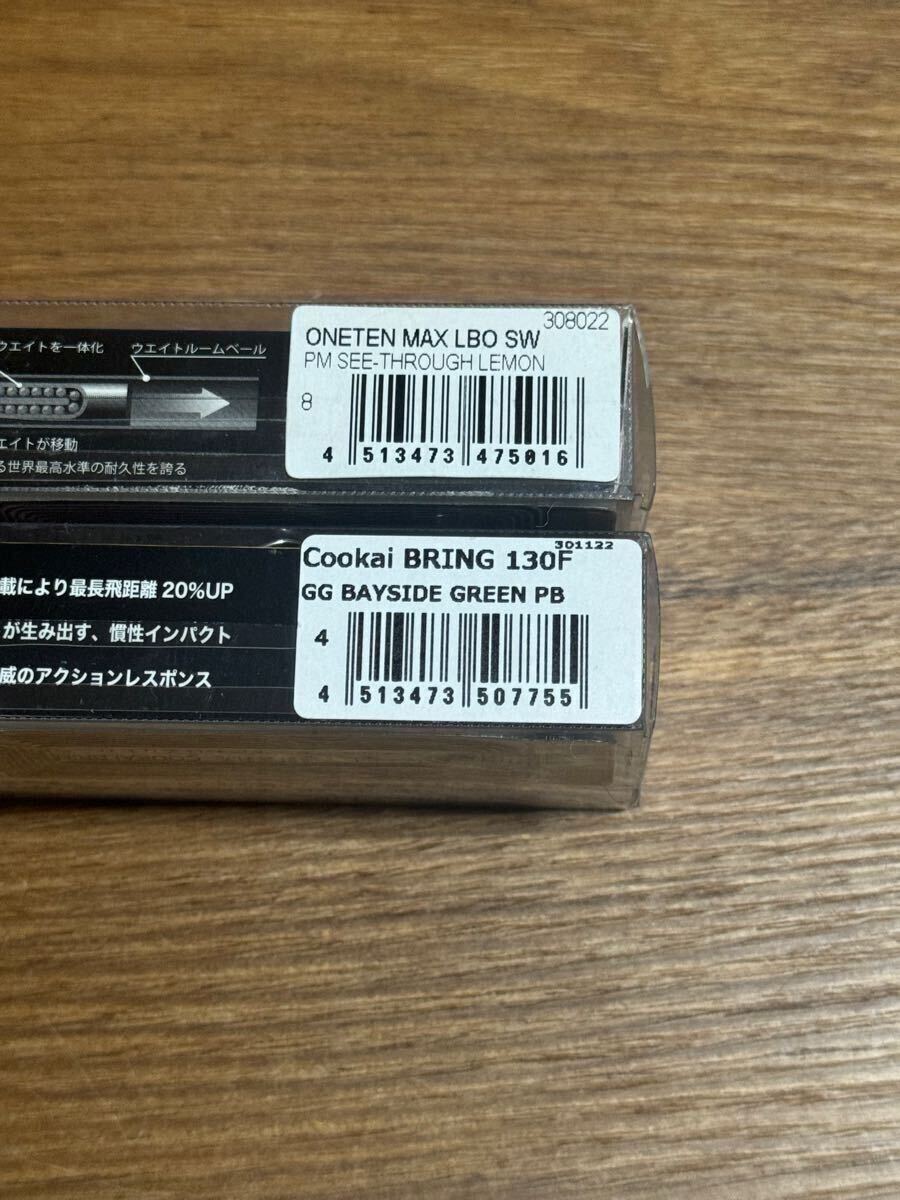 ウエイトを一体化
ウエイトルームベール
エイトが移動
る世界最高水準の耐久性を誇る
308022
ONETEN MAX LBO SW
PM SEE-THROUGH LEMON
8
4 513473 475016
載により最長飛距離 20%UP
が生み出す、慣性インパクト
威のアクションレスポンス
301122
Cookai BRING 130F
GG BAYSIDE GREEN PB
4
4 513473 507755